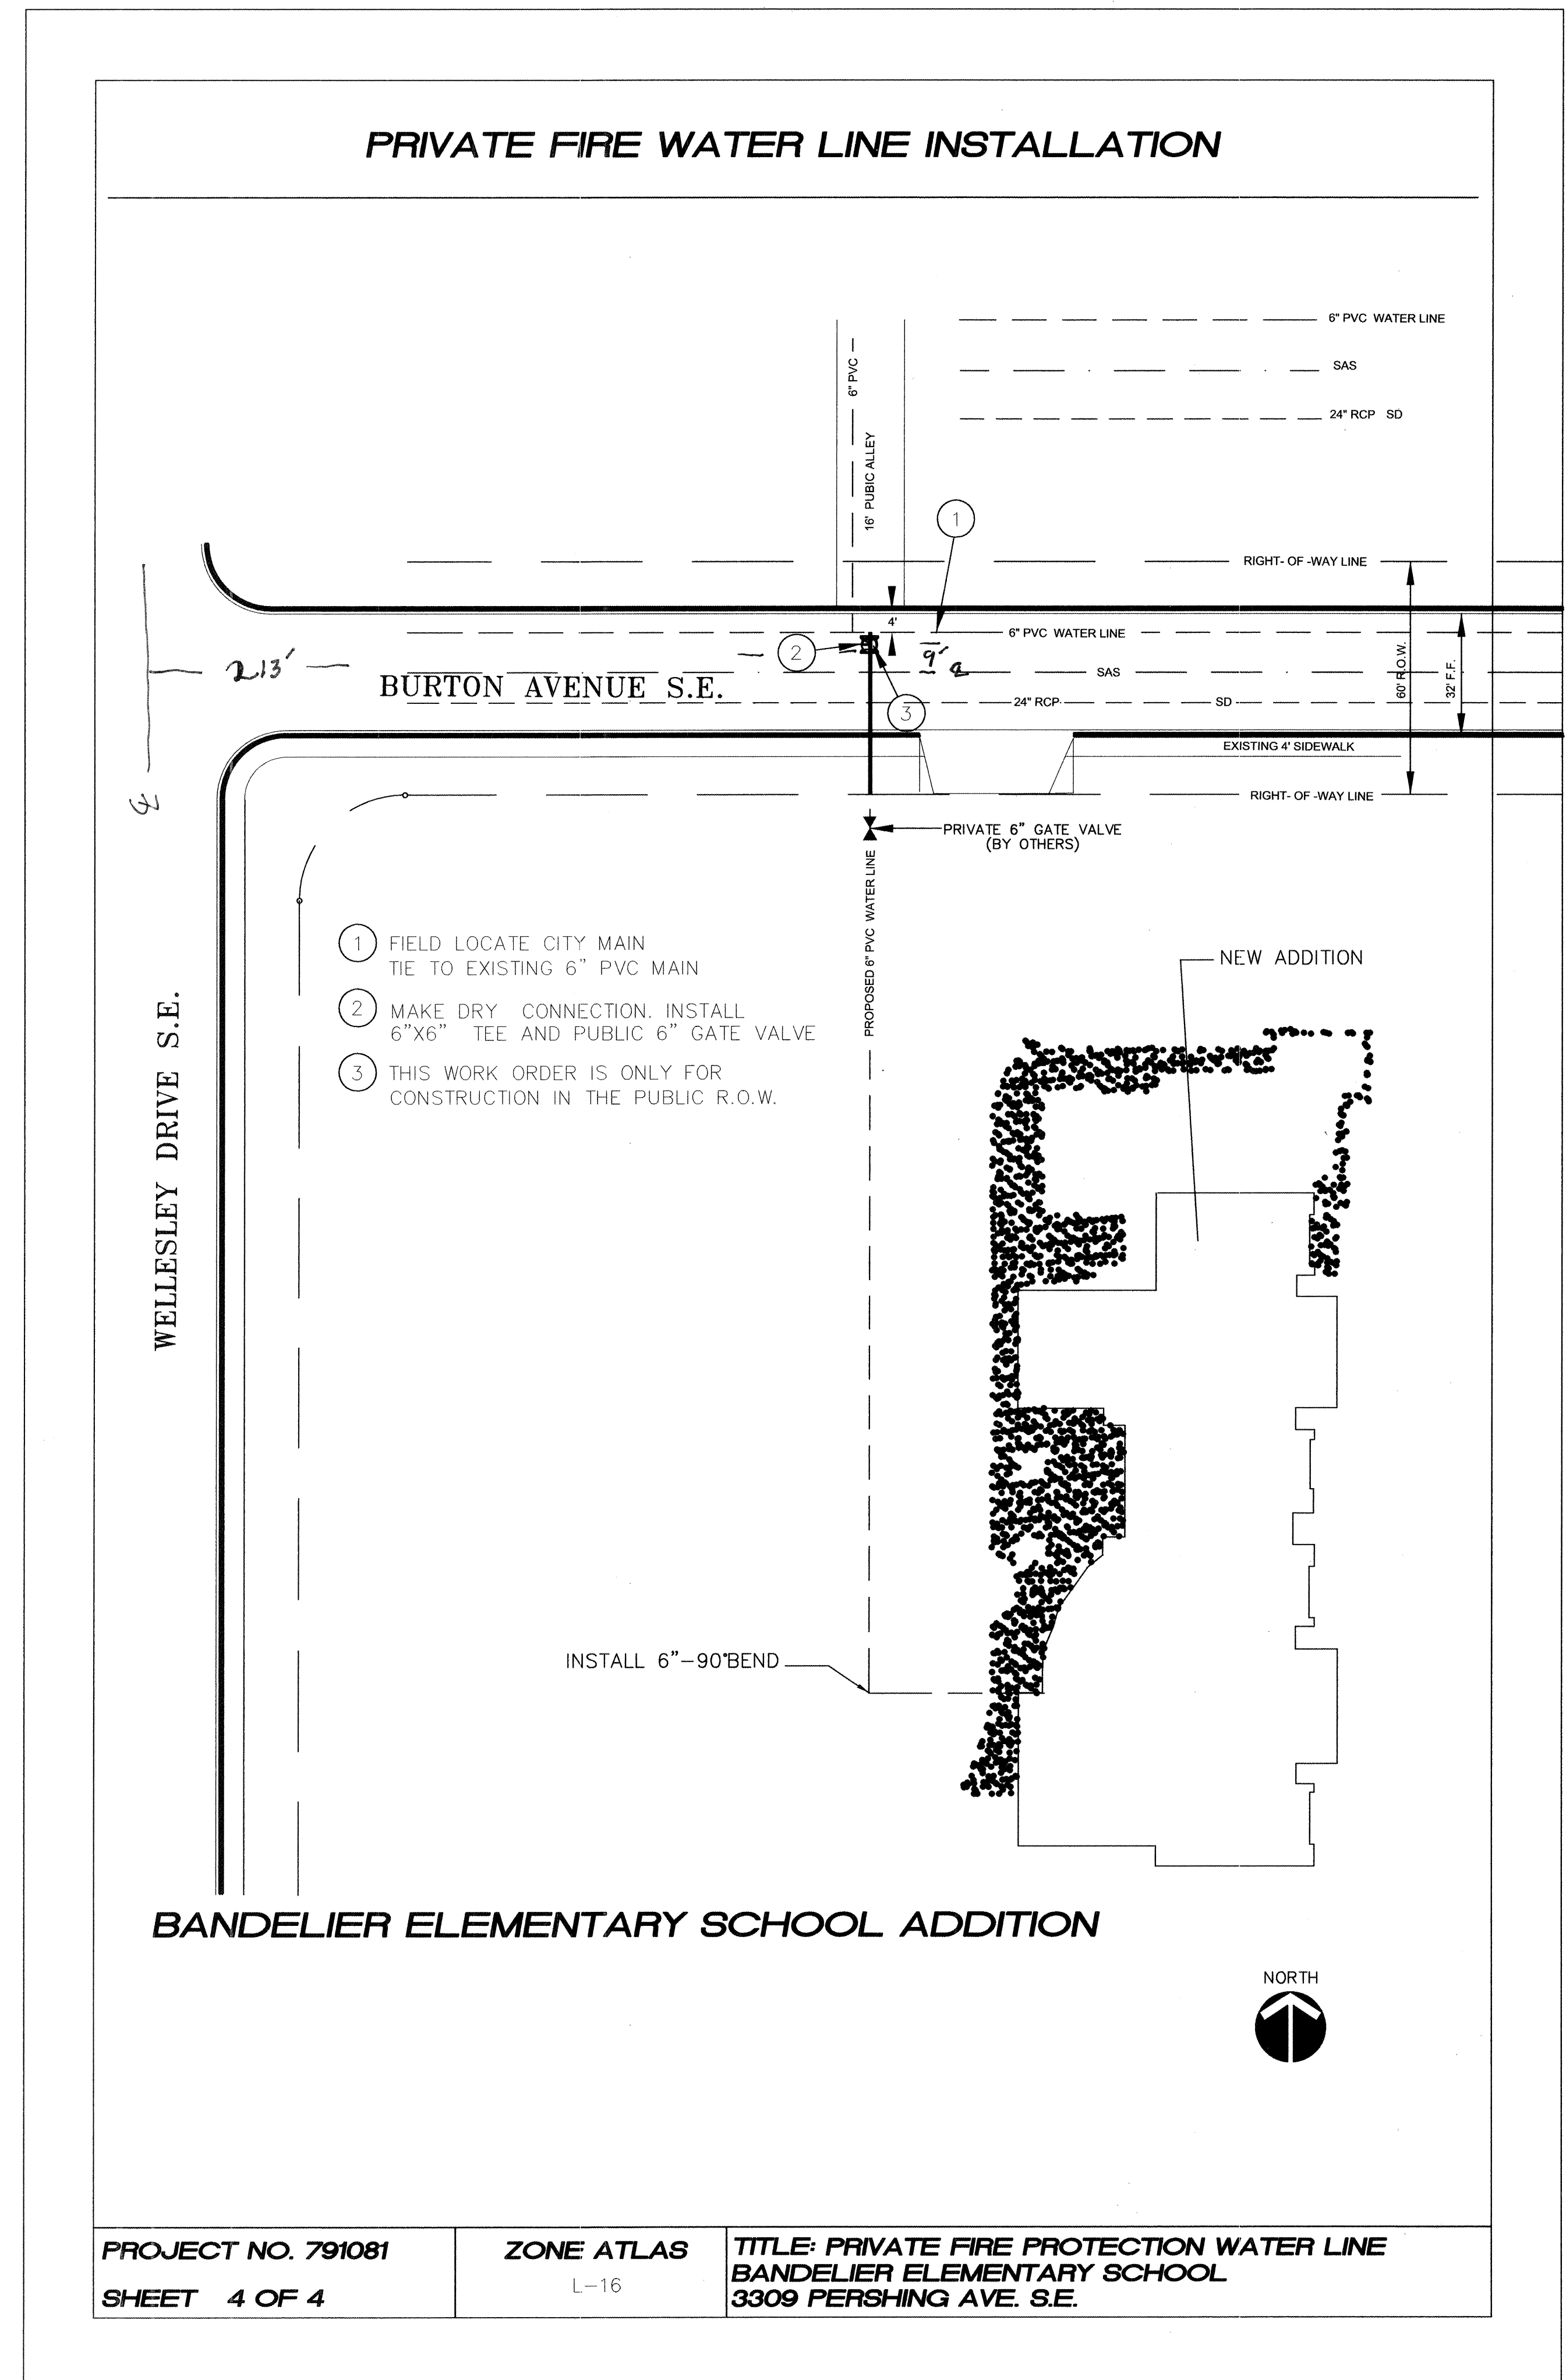 PRIVATE FIRE WATER LINE INSTALLATION
6" PVC WATER LINE
SAS
24" RCP SD
6" PVC
16' PUBIC ALLEY
1
RIGHT- OF -WAY LINE
4'
6" PVC WATER LINE
2
9'
213'
SAS
BURTON AVENUE S.E.
60' R.O.W.
32' F.F.
3
24" RCP
SD
EXISTING 4' SIDEWALK
RIGHT- OF -WAY LINE
PRIVATE 6" GATE VALVE
(BY OTHERS)
PROPOSED 6" PVC WATER LINE
1 FIELD LOCATE CITY MAIN
TIE TO EXISTING 6" PVC MAIN
2 MAKE DRY CONNECTION. INSTALL
6"X6" TEE AND PUBLIC 6" GATE VALVE
3 THIS WORK ORDER IS ONLY FOR
CONSTRUCTION IN THE PUBLIC R.O.W.
NEW ADDITION
WELLESLEY DRIVE S.E.
INSTALL 6"-90°BEND
BANDELIER ELEMENTARY SCHOOL ADDITION
NORTH
PROJECT NO. 791081
SHEET 4 OF 4
ZONE ATLAS
L-16
TITLE: PRIVATE FIRE PROTECTION WATER LINE
BANDELIER ELEMENTARY SCHOOL
3309 PERSHING AVE. S.E.